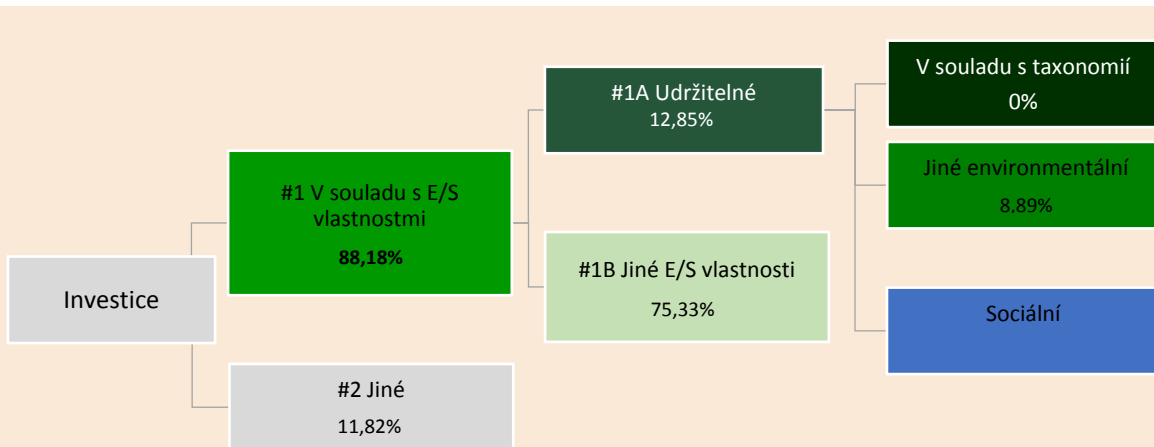 Investice
#1 V souladu s E/S
vlastnostmi
88,18%
#2 Jiné
11,82%
#1A Udržitelné
12,85%
#1B Jiné E/S vlastnosti
75,33%
V souladu s taxonomií
0%
Jiné environmentální
8,89%
Sociální